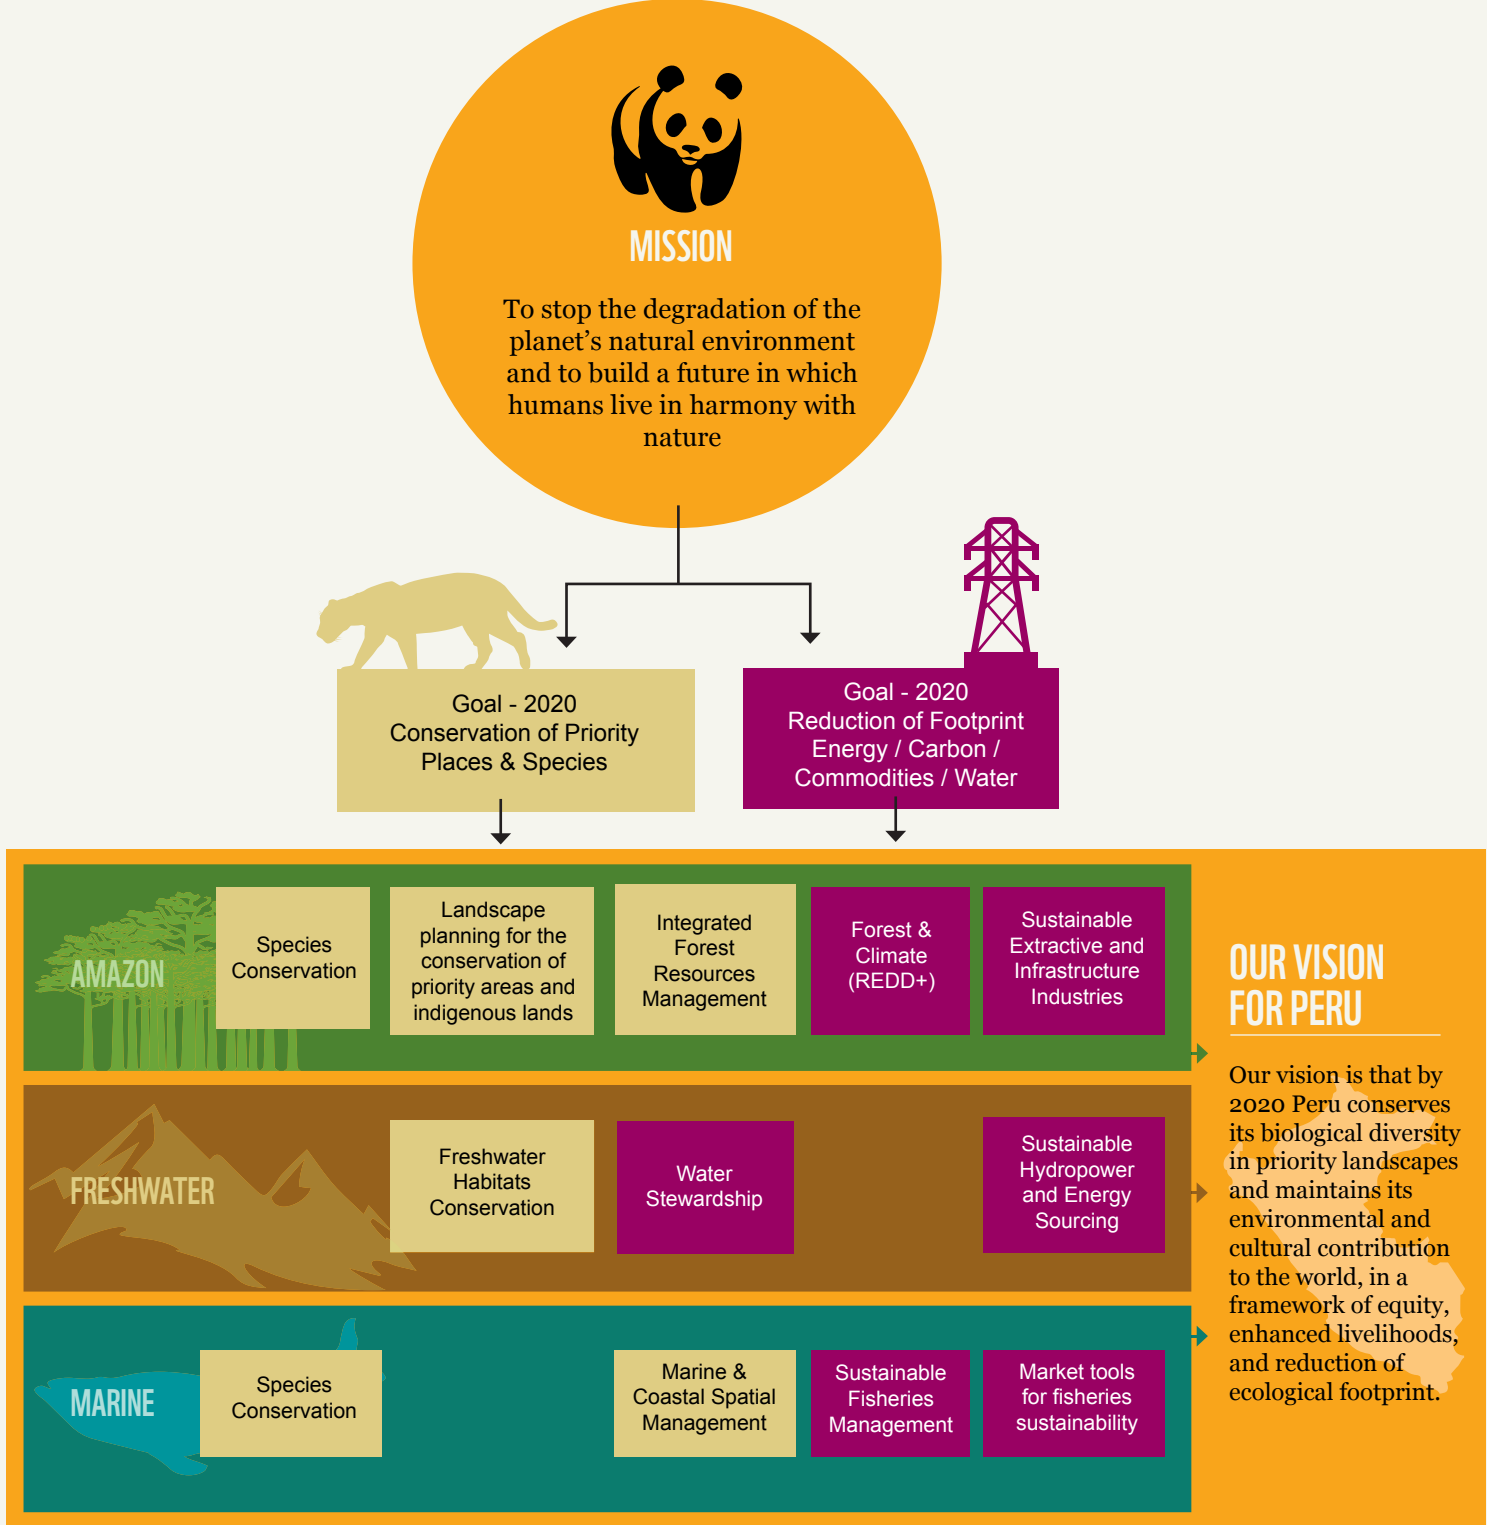 MISSION
To stop the degradation of the
planet’s natural environment
and to build a future in which
humans live in harmony with
nature
Goal - 2020
Conservation of Priority
Places & Species
Goal - 2020
Reduction of Footprint
Energy / Carbon /
Commodities / Water
AMAZON
Species
Conservation
Landscape
planning for the
conservation of
priority areas and
indigenous lands
Integrated
Forest
Resources
Management
Forest &
Climate
(REDD+)
Sustainable
Extractive and
Infrastructure
Industries
FRESHWATER
Freshwater
Habitats
Conservation
Water
Stewardship
Sustainable
Hydropower
and Energy
Sourcing
MARINE
Species
Conservation
Marine &
Coastal Spatial
Management
Sustainable
Fisheries
Management
Market tools
for fisheries
sustainability
OUR VISION
FOR PERU
Our vision is that by
2020 Peru conserves
its biological diversity
in priority landscapes
and maintains its
environmental and
cultural contribution
to the world, in a
framework of equity,
enhanced livelihoods,
and reduction of
ecological footprint.